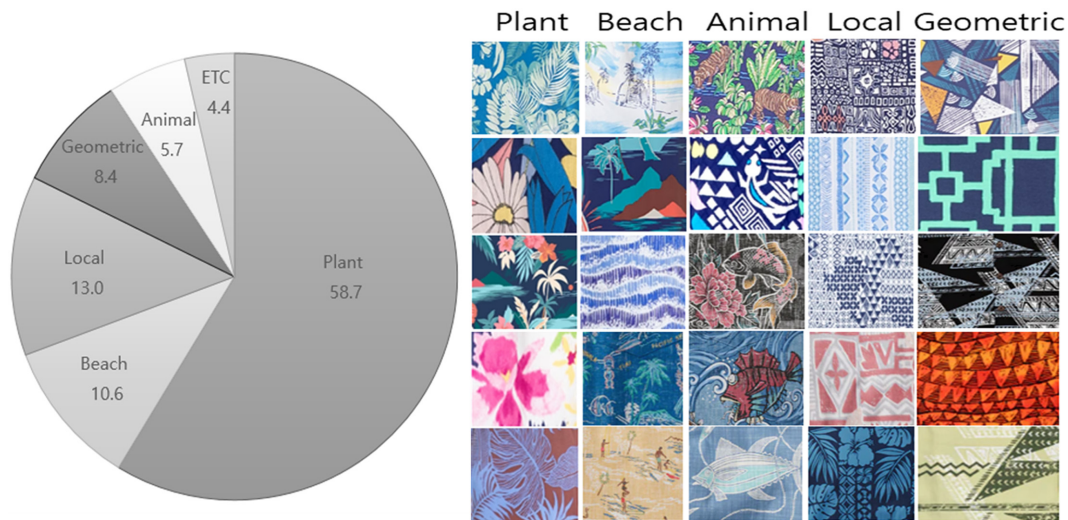 Plant Beach Animal Local Geometric
ETC
4.4
Animal
5.7
Geometric
8.4
Local
13.0
Plant
58.7
Beach
10.6